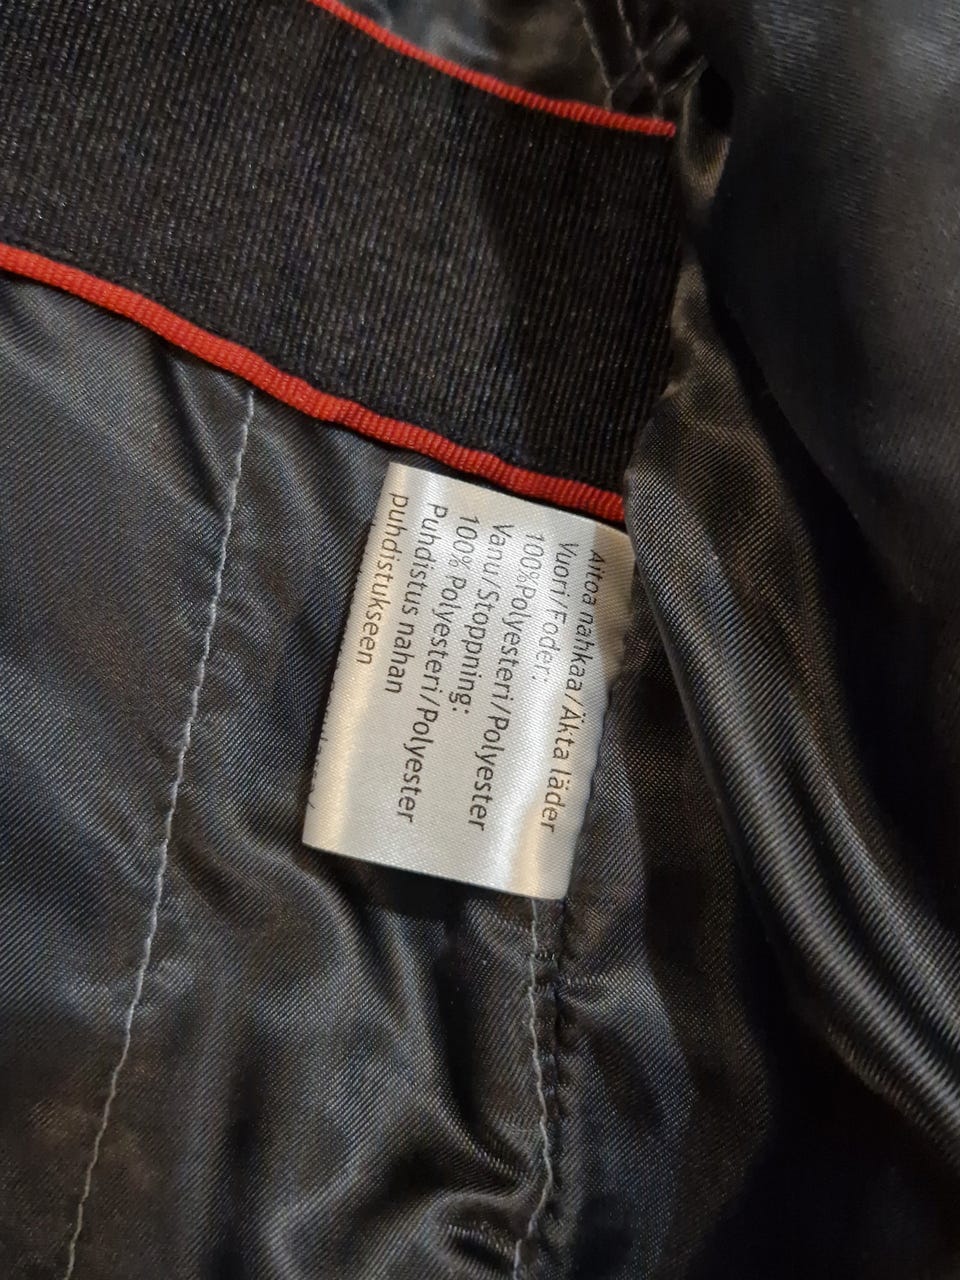 Aitoa nahkaa/Äkta läder
Vuori/Foder:
100%Polyesteri/Polyester
Vanu/Stoppning:
100% Polyesteri/Polyester
Puhdistus nahan
puhdistukseen